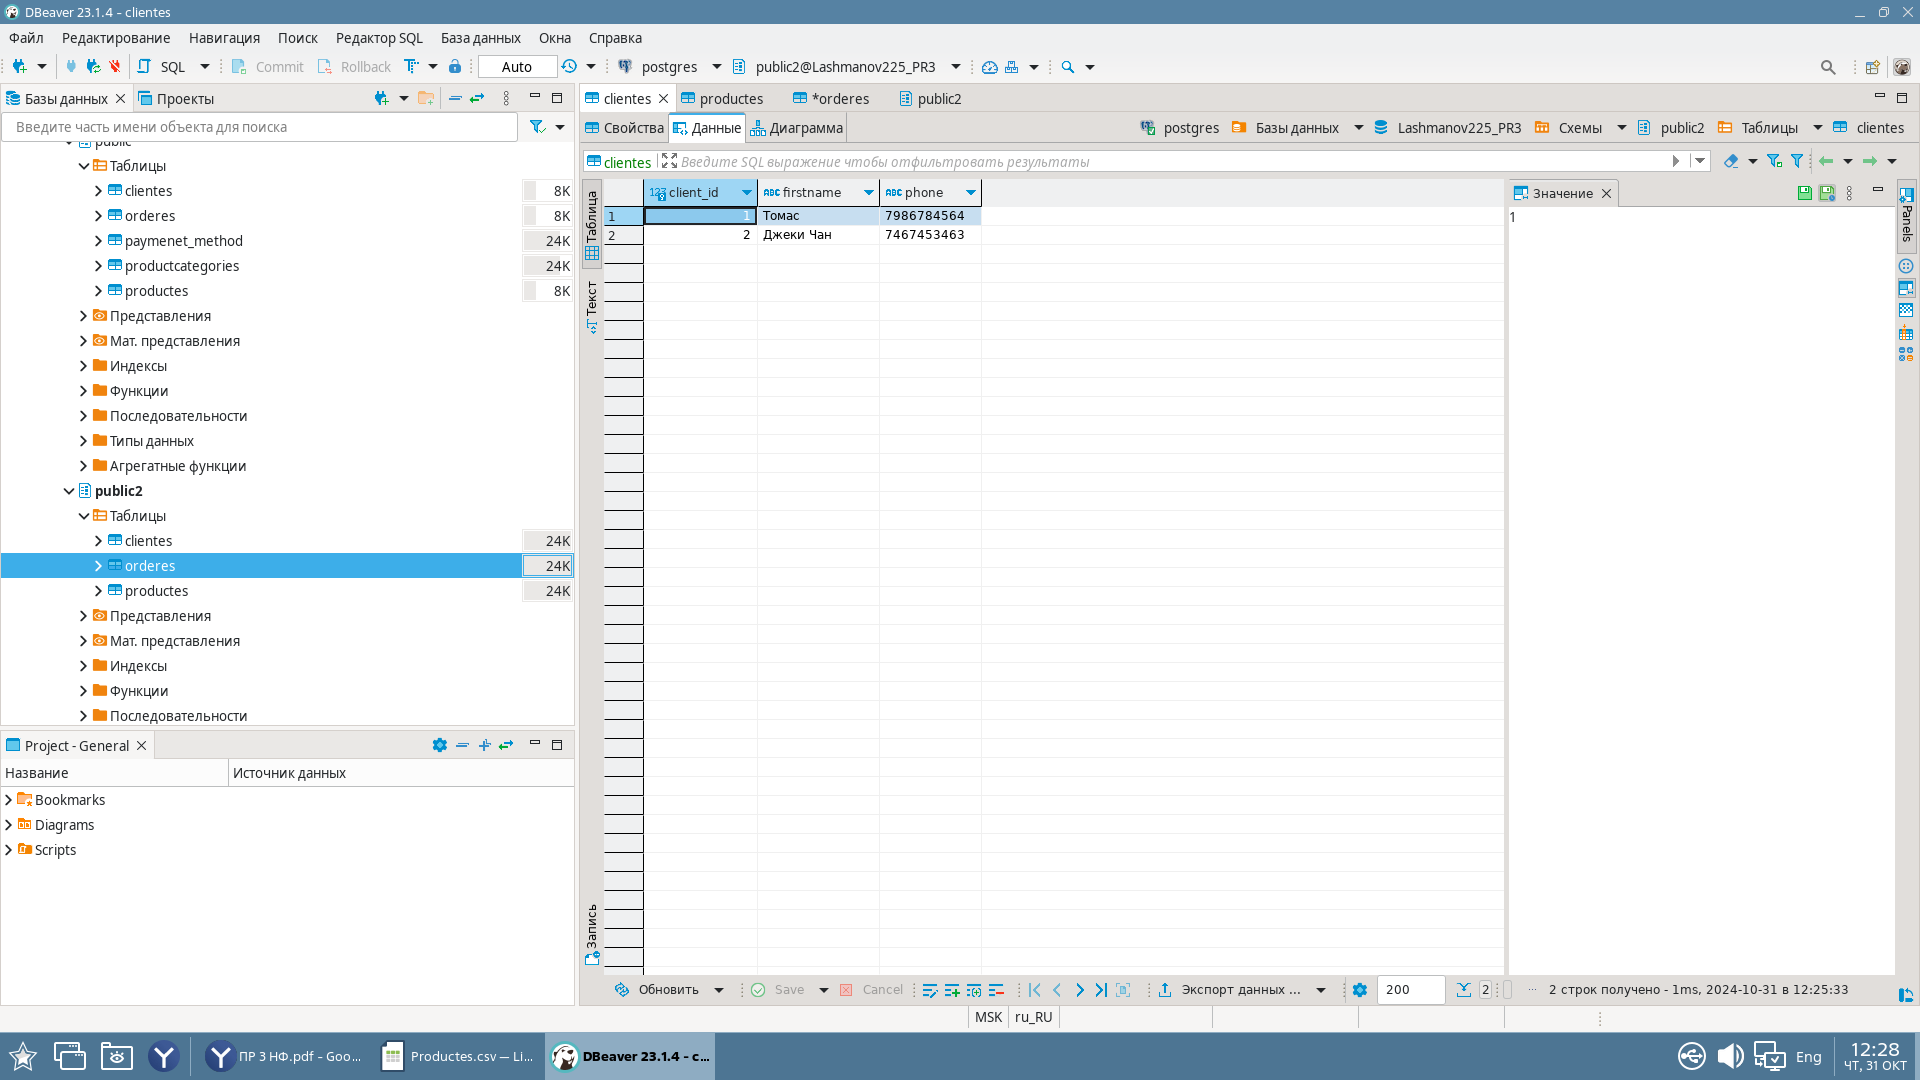 DBeaver 23.1.4 - clientes
Файл Редактирование Навигация Поиск Редактор SQL База данных Окна Справка
SQL Commit Rollback Auto postgres public2@Lashmanov225_PR3
Базы данных Проекты
clientes productes *orderes public2
Введите часть имени объекта для поиска
Свойства Данные Диаграмма postgres Базы данных Lashmanov225_PR3 Схемы public2 Таблицы clientes
clientes Введите SQL выражение чтобы отфильтровать результаты
public
Таблицы
clientes 8K
orderes 8K
paymenet_method 24K
productcategories 24K
productes 8K
Представления
Мат. представления
Индексы
Функции
Последовательности
Типы данных
Агрегатные функции
public2
Таблицы
clientes 24K
orderes 24K
productes 24K
Представления
Мат. представления
Индексы
Функции
Последовательности
Таблица
Текст
Запись
123 client_id ABC firstname ABC phone
1 1 Томас 7986784564
2 2 Джеки Чан 7467453463
Значение
1
Panels
Project - General
Название Источник данных
Bookmarks
Diagrams
Scripts
Обновить Save Cancel Экспорт данных ... 200 2 ... 2 строк получено - 1ms, 2024-10-31 в 12:25:33
MSK ru_RU
ПР 3 НФ.pdf - Goo... Productes.csv — Li... DBeaver 23.1.4 - c... Eng 12:28
ЧТ, 31 ОКТ